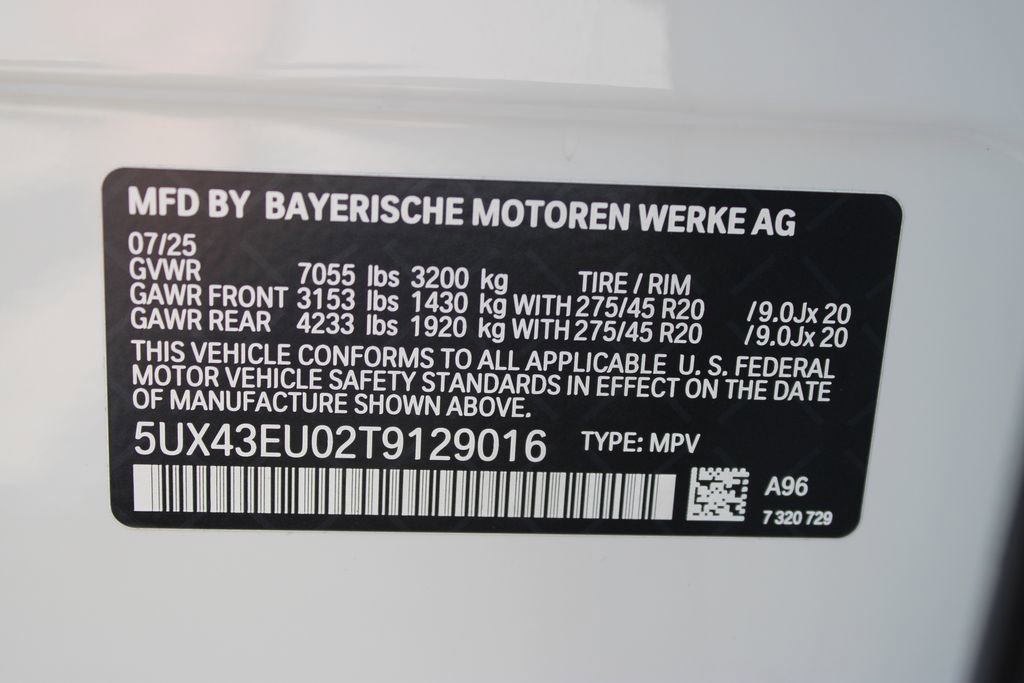 MFD BY BAYERISCHE MOTOREN WERKE AG
07/25
GVWR 7055 lbs 3200 kg TIRE / RIM
GAWR FRONT 3153 lbs 1430 kg WITH 275/45 R20 /9.0Jx 20
GAWR REAR 4233 lbs 1920 kg WITH 275/45 R20 /9.0Jx 20
THIS VEHICLE CONFORMS TO ALL APPLICABLE U. S. FEDERAL
MOTOR VEHICLE SAFETY STANDARDS IN EFFECT ON THE DATE
OF MANUFACTURE SHOWN ABOVE.
5UX43EU02T9129016 TYPE: MPV
A96
7 320 729